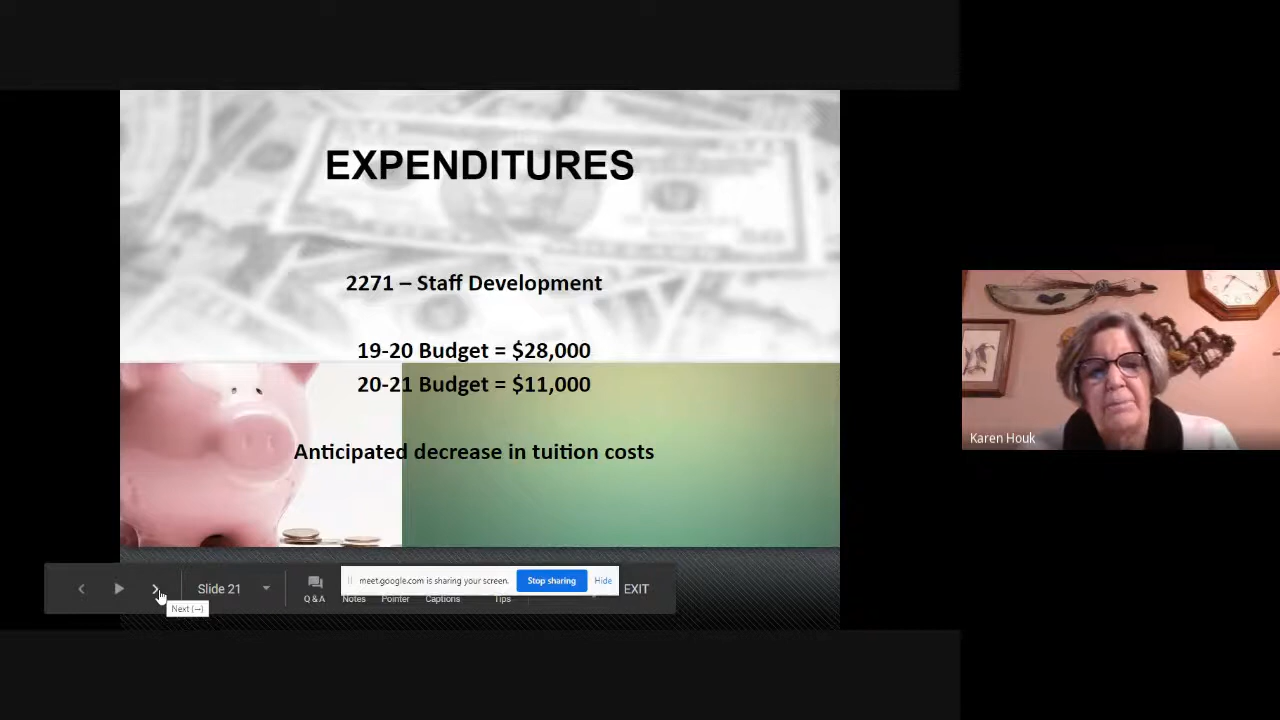 EXPENDITURES
2271 – Staff Development
19-20 Budget = $28,000
20-21 Budget = $11,000
Anticipated decrease in tuition costs
Karen Houk
Slide 21
Q & A
Notes
Pointer
Captions
Tips
EXIT
meet.google.com is sharing your screen.
Stop sharing
Hide
Next (→)